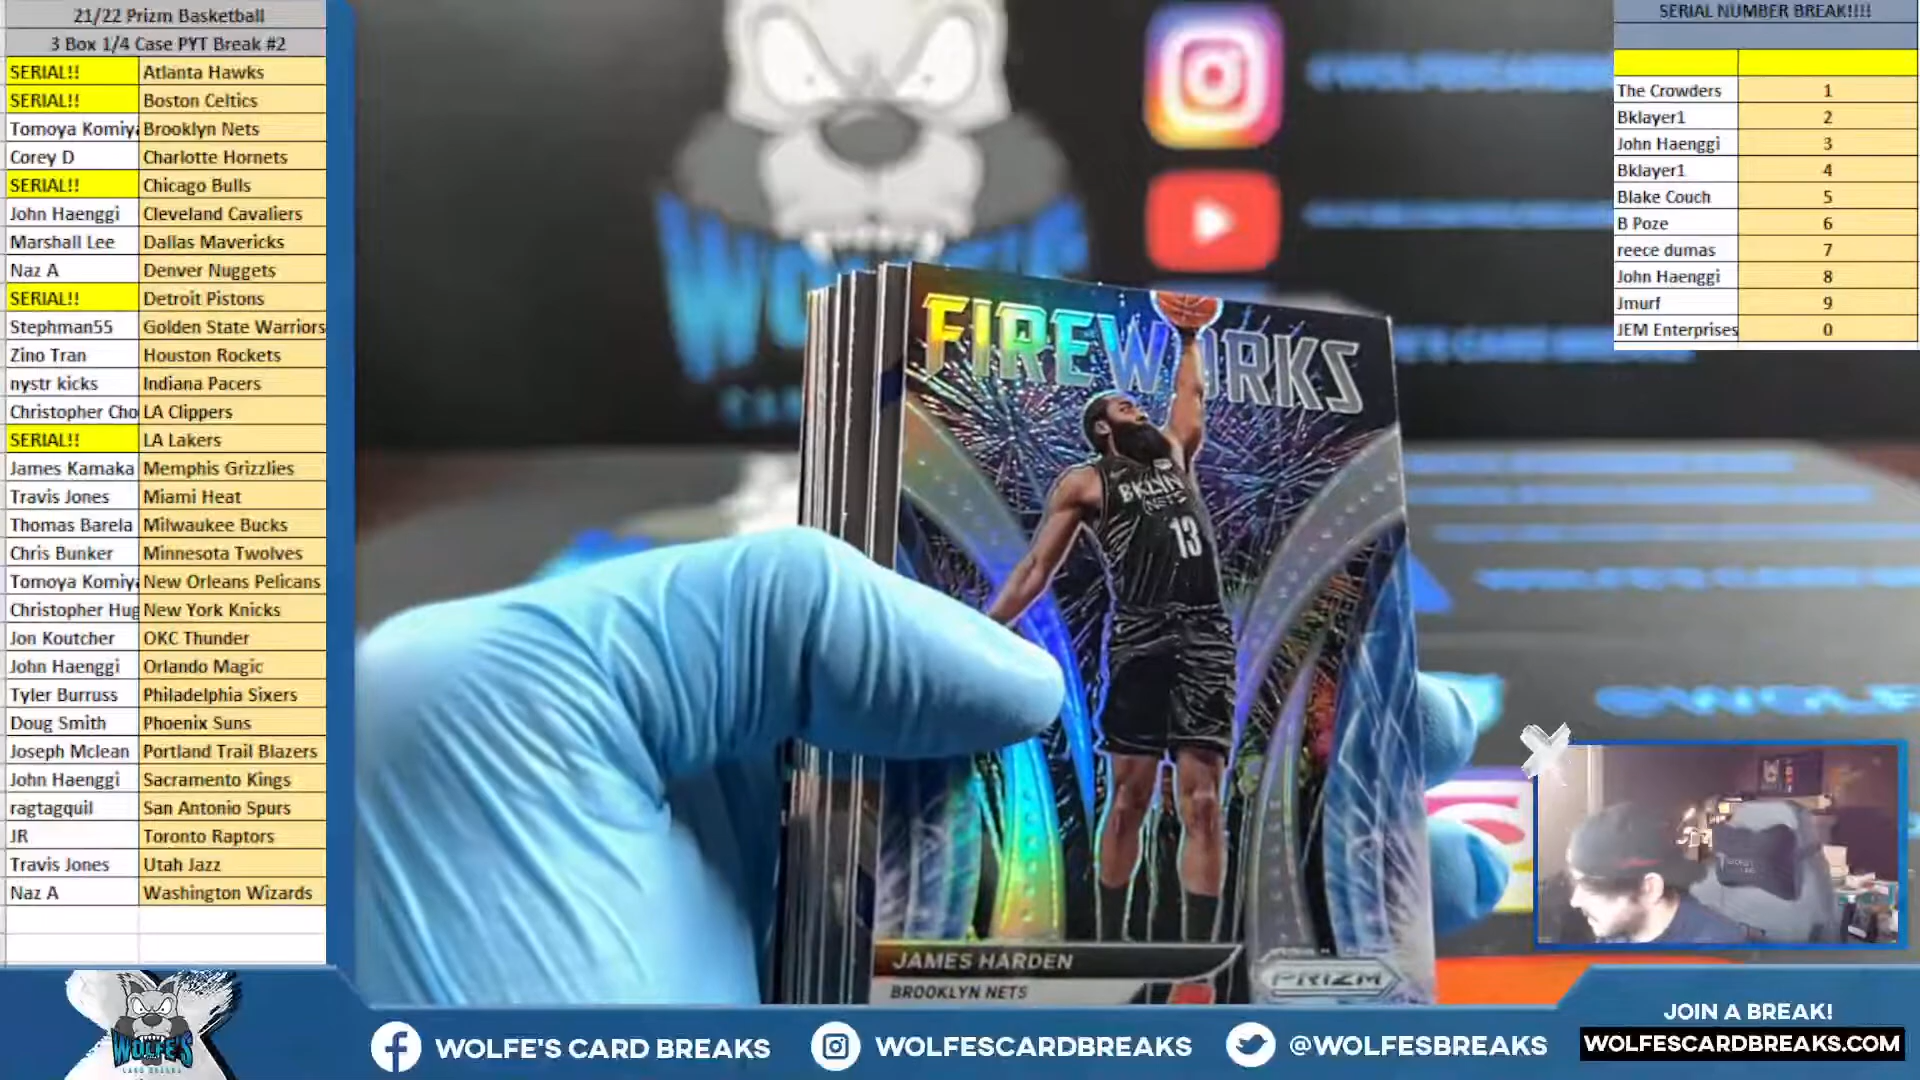 21/22 Prizm Basketball
3 Box 1/4 Case PYT Break #2
SERIAL!! Atlanta Hawks
SERIAL!! Boston Celtics
Tomoya Komiy Brooklyn Nets
Corey D Charlotte Hornets
SERIAL!! Chicago Bulls
John Haenggi Cleveland Cavaliers
Marshall Lee Dallas Mavericks
Naz A Denver Nuggets
SERIAL!! Detroit Pistons
Stephman55 Golden State Warriors
Zino Tran Houston Rockets
nystr kicks Indiana Pacers
Christopher Cho LA Clippers
SERIAL!! LA Lakers
James Kamaka Memphis Grizzlies
Travis Jones Miami Heat
Thomas Barela Milwaukee Bucks
Chris Bunker Minnesota Twolves
Tomoya Komiy New Orleans Pelicans
Christopher Hug New York Knicks
Jon Koutcher OKC Thunder
John Haenggi Orlando Magic
Tyler Burruss Philadelphia Sixers
Doug Smith Phoenix Suns
Joseph Mclean Portland Trail Blazers
John Haenggi Sacramento Kings
ragtagquil San Antonio Spurs
JR Toronto Raptors
Travis Jones Utah Jazz
Naz A Washington Wizards
SERIAL NUMBER BREAK!!!!
The Crowders 1
Bklayer1 2
John Haenggi 3
Bklayer1 4
Blake Couch 5
B Poze 6
reece dumas 7
John Haenggi 8
Jmurf 9
JEM Enterprises 0
FIREWORKS
BKLYN
NETS
13
JAMES HARDEN
BROOKLYN NETS
PRIZM
WOLFE'S
CARD BREAKS
WOLFE'S CARD BREAKS
WOLFESCARDBREAKS
@WOLFESBREAKS
JOIN A BREAK!
WOLFESCARDBREAKS.COM